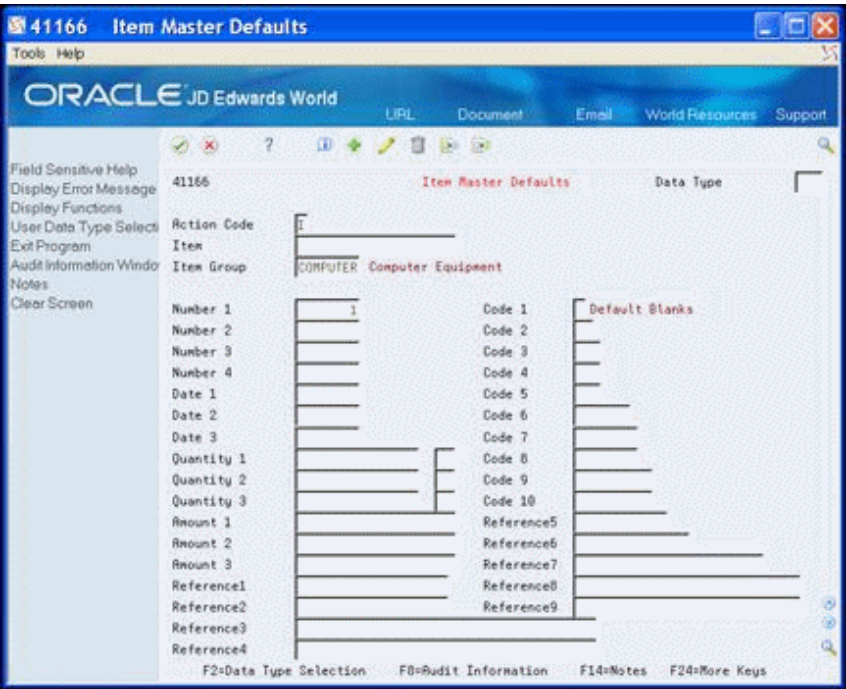 41166 Item Master Defaults
Tools Help
ORACLE JD Edwards World
URL Document Email World Resources Support
?
Field Sensitive Help
Display Error Message
Display Functions
User Data Type Selecti
Exit Program
Audit Information Windo
Notes
Clear Screen
41166 Item Master Defaults Data Type
Action Code I
Item
Item Group COMPUTER Computer Equipment
Number 1 1 Code 1 Default Blanks
Number 2 Code 2
Number 3 Code 3
Number 4 Code 4
Date 1 Code 5
Date 2 Code 6
Date 3 Code 7
Quantity 1 Code 8
Quantity 2 Code 9
Quantity 3 Code 10
Amount 1 Reference5
Amount 2 Reference6
Amount 3 Reference7
Reference1 Reference8
Reference2 Reference9
Reference3
Reference4
F2=Data Type Selection F8=Audit Information F14=Notes F24=More Keys